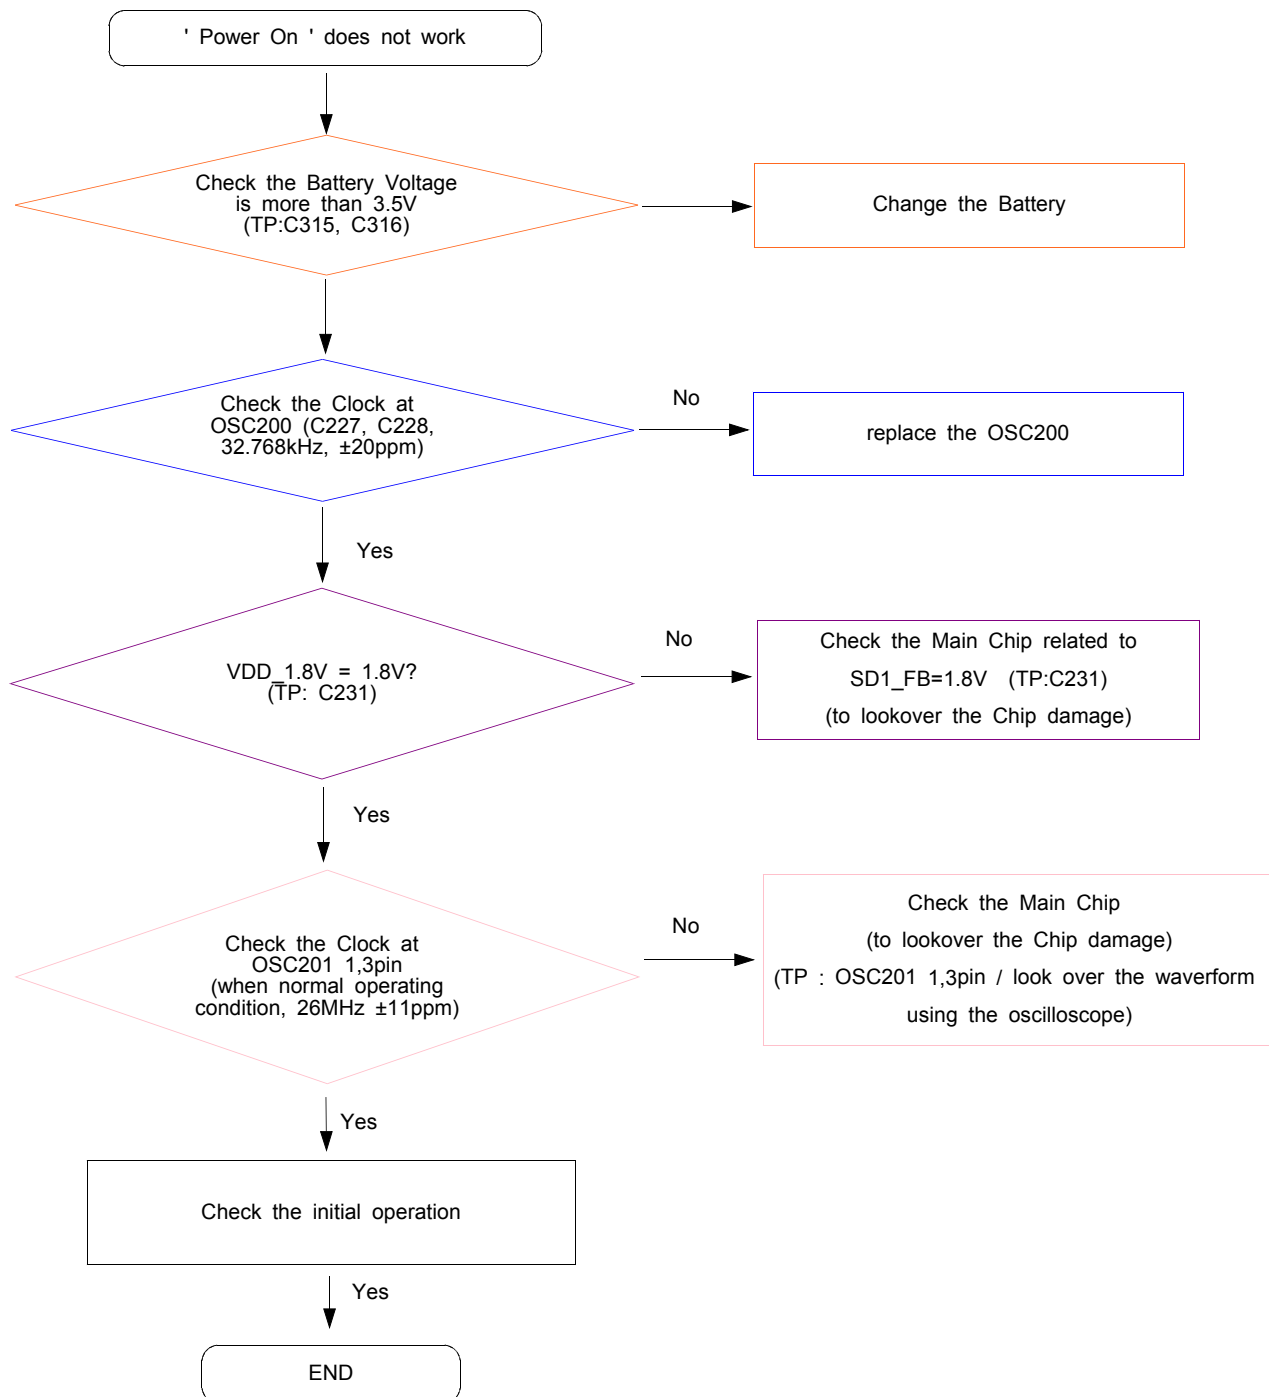 ' Power On ' does not work
Check the Battery Voltage
is more than 3.5V
(TP:C315, C316)
Change the Battery
Check the Clock at
OSC200 (C227, C228,
32.768kHz, ±20ppm)
No
replace the OSC200
Yes
VDD_1.8V = 1.8V?
(TP: C231)
No
Check the Main Chip related to
SD1_FB=1.8V (TP:C231)
(to lookover the Chip damage)
Yes
Check the Clock at
OSC201 1,3pin
(when normal operating
condition, 26MHz ±11ppm)
No
Check the Main Chip
(to lookover the Chip damage)
(TP : OSC201 1,3pin / look over the waverform
using the oscilloscope)
Yes
Check the initial operation
Yes
END